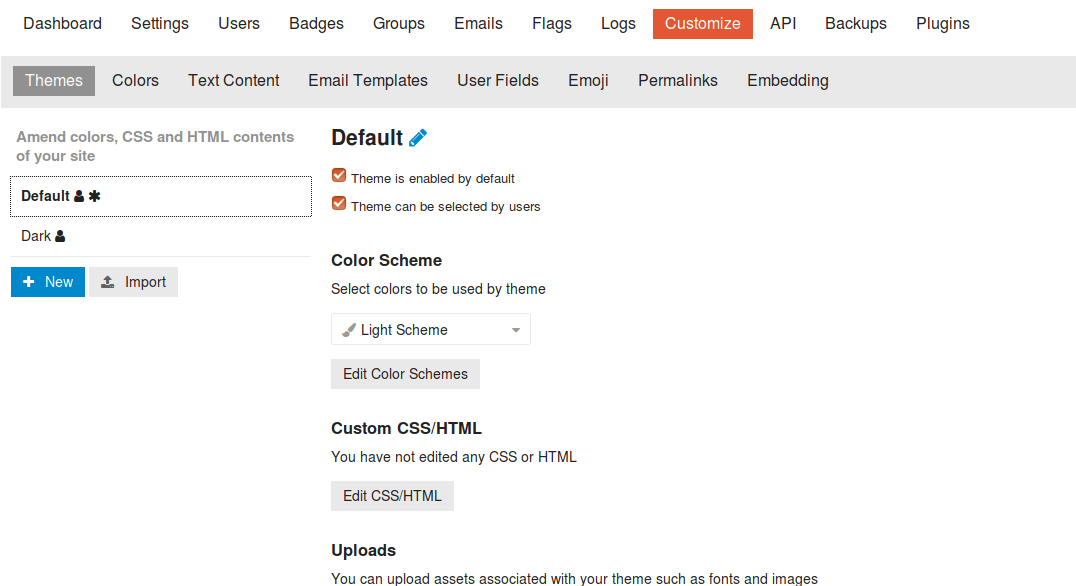 Dashboard Settings Users Badges Groups Emails Flags Logs Customize API Backups Plugins
Themes Colors Text Content Email Templates User Fields Emoji Permalinks Embedding
Amend colors, CSS and HTML contents
of your site
Default
Dark
New Import
Default
Theme is enabled by default
Theme can be selected by users
Color Scheme
Select colors to be used by theme
Light Scheme
Edit Color Schemes
Custom CSS/HTML
You have not edited any CSS or HTML
Edit CSS/HTML
Uploads
You can upload assets associated with your theme such as fonts and images